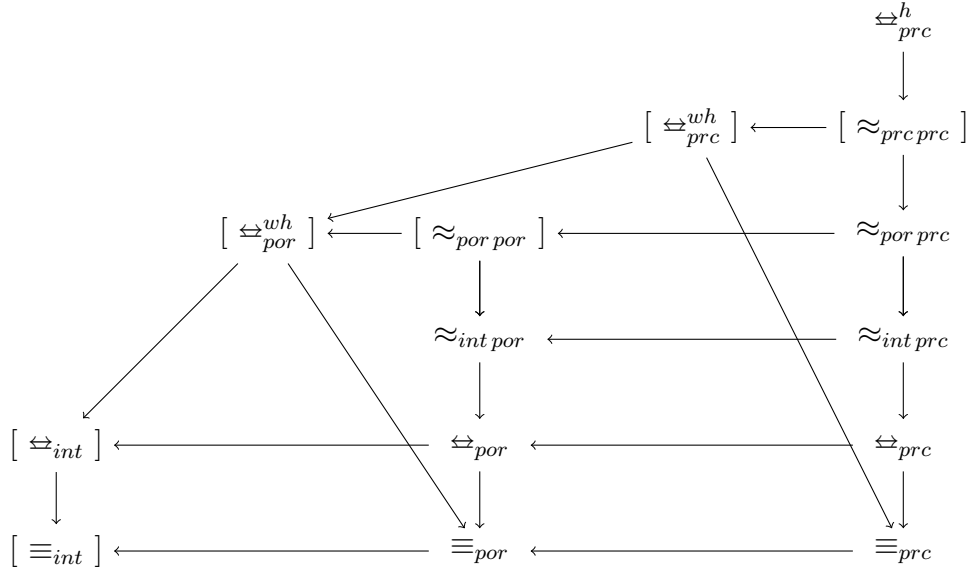 ⇔^h_prc
[ ⇔^wh_prc ] [ ≈_prc prc ]
[ ⇔^wh_por ] [ ≈_por por ] ≈_por prc
≈_int por ≈_int prc
[ ⇔_int ] ⇔_por ⇔_prc
[ ≡_int ] ≡_por ≡_prc